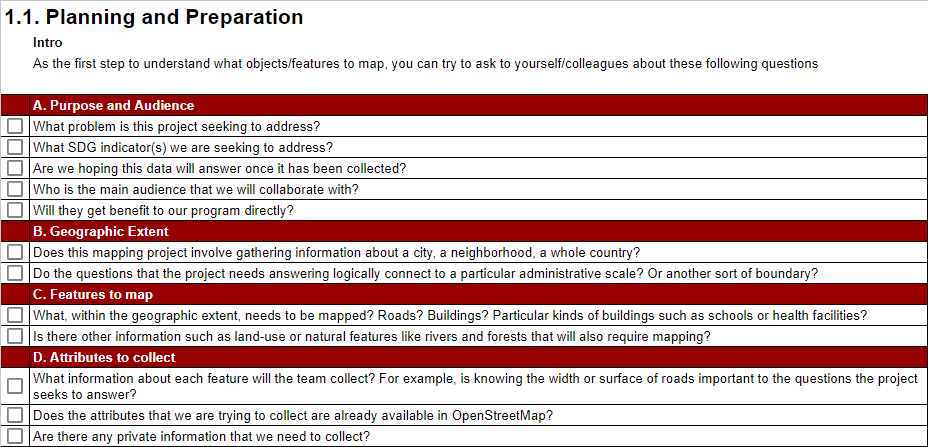 1.1. Planning and Preparation
Intro
As the first step to understand what objects/features to map, you can try to ask to yourself/colleagues about these following questions
A. Purpose and Audience
What problem is this project seeking to address?
What SDG indicator(s) we are seeking to address?
Are we hoping this data will answer once it has been collected?
Who is the main audience that we will collaborate with?
Will they get benefit to our program directly?
B. Geographic Extent
Does this mapping project involve gathering information about a city, a neighborhood, a whole country?
Do the questions that the project needs answering logically connect to a particular administrative scale? Or another sort of boundary?
C. Features to map
What, within the geographic extent, needs to be mapped? Roads? Buildings? Particular kinds of buildings such as schools or health facilities?
Is there other information such as land-use or natural features like rivers and forests that will also require mapping?
D. Attributes to collect
What information about each feature will the team collect? For example, is knowing the width or surface of roads important to the questions the project
seeks to answer?
Does the attributes that we are trying to collect are already available in OpenStreetMap?
Are there any private information that we need to collect?